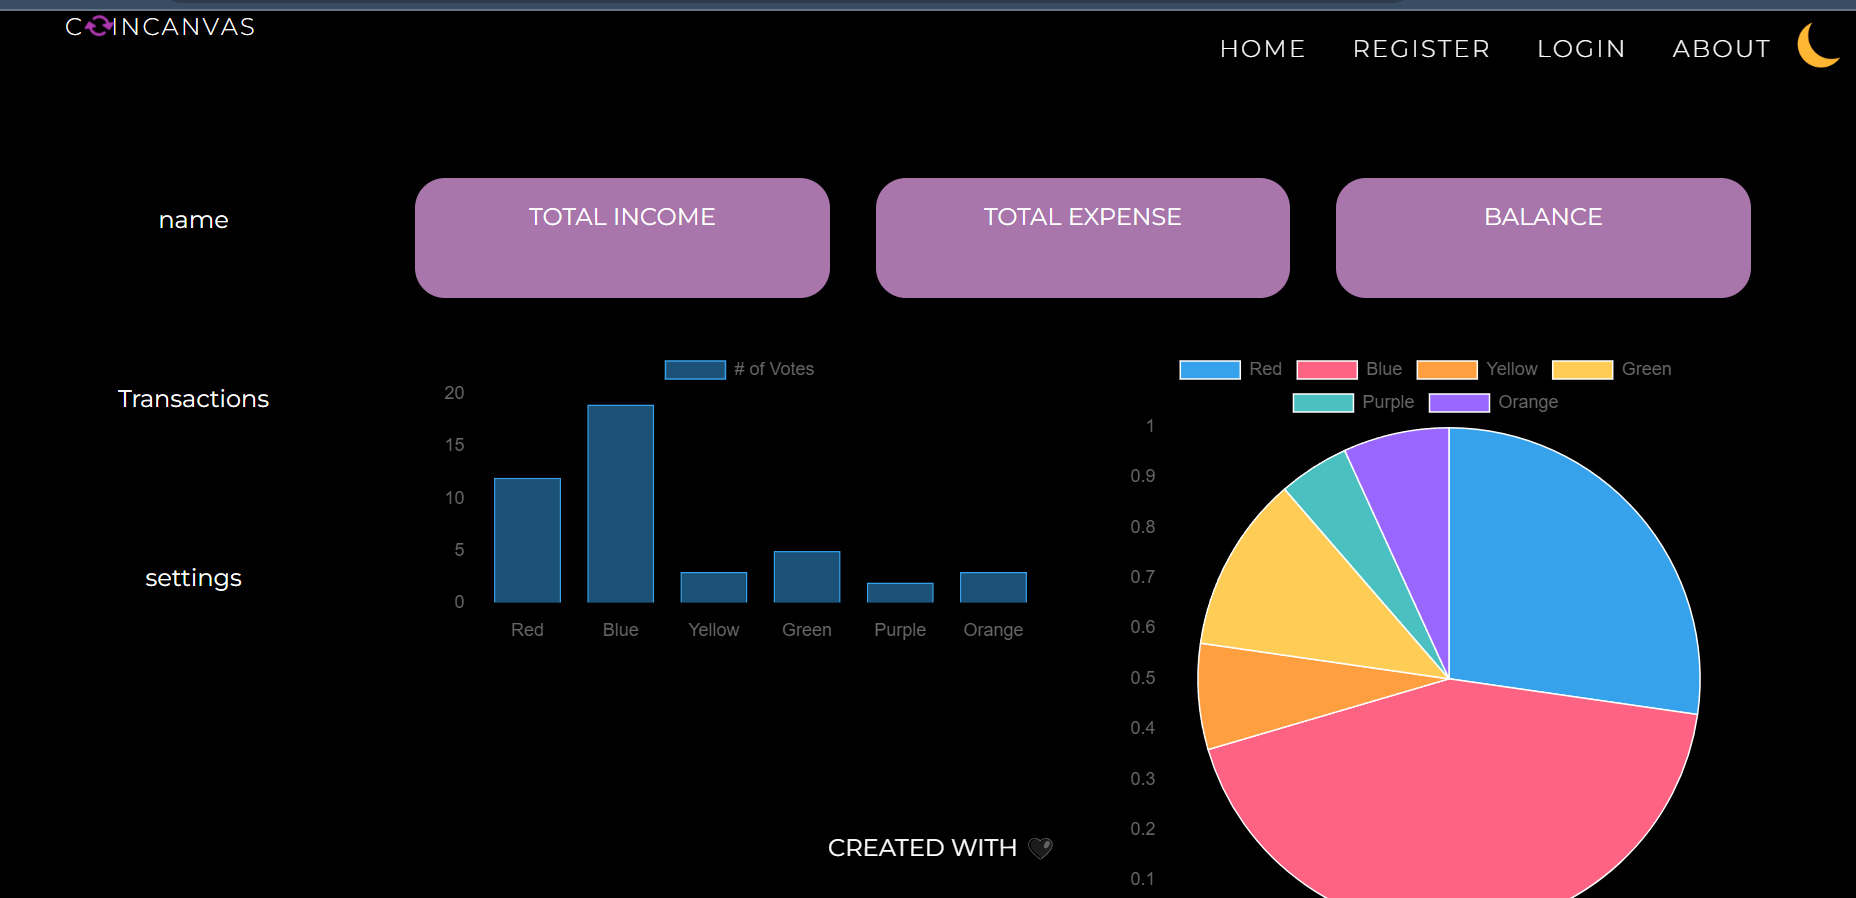 C INCANVAS
HOME REGISTER LOGIN ABOUT
name
TOTAL INCOME
TOTAL EXPENSE
BALANCE
Transactions
settings
# of Votes
20
15
10
5
0
Red Blue Yellow Green Purple Orange
Red Blue Yellow Green
Purple Orange
1
0.9
0.8
0.7
0.6
0.5
0.4
0.3
0.2
0.1
CREATED WITH 🖤